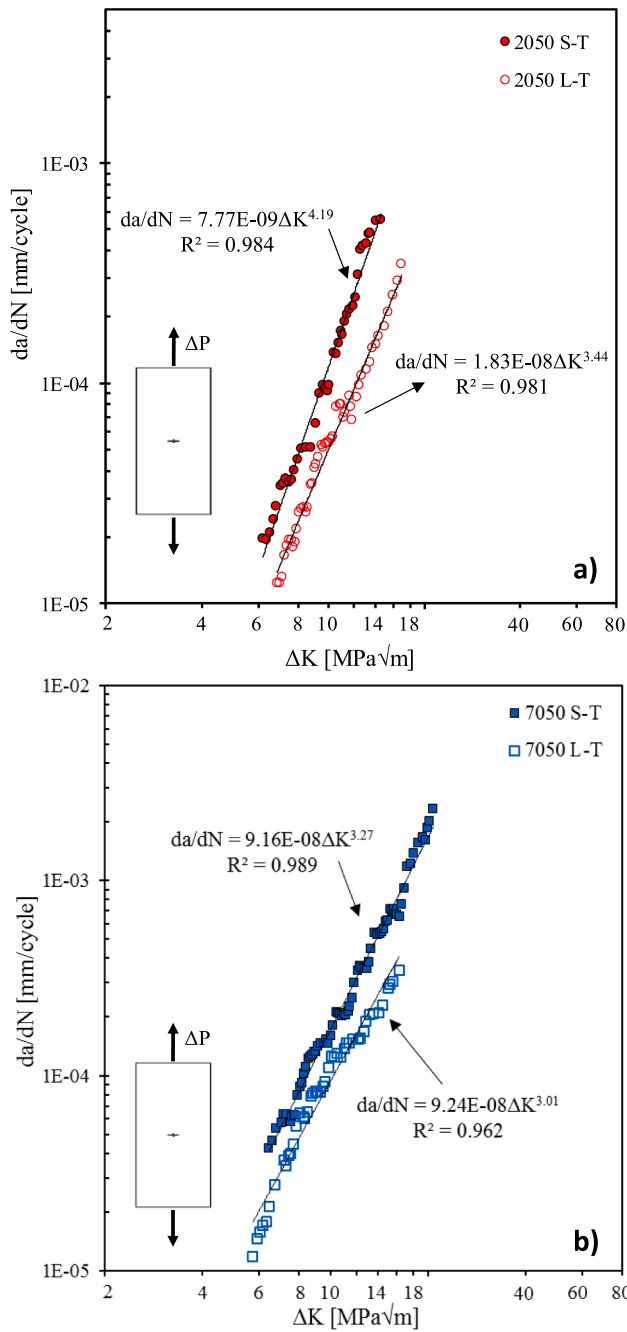 2050 S-T
2050 L-T
1E-03
da/dN = 7.77E-09ΔK^4.19
R² = 0.984
da/dN [mm/cycle]
ΔP
1E-04
da/dN = 1.83E-08ΔK^3.44
R² = 0.981
a)
1E-05
2 4 6 8 10 14 18 40 60 80
ΔK [MPa√m]
1E-02
7050 S-T
7050 L-T
da/dN = 9.16E-08ΔK^3.27
R² = 0.989
1E-03
da/dN [mm/cycle]
ΔP
1E-04
da/dN = 9.24E-08ΔK^3.01
R² = 0.962
b)
1E-05
2 4 6 8 10 14 18 40 60 80
ΔK [MPa√m]